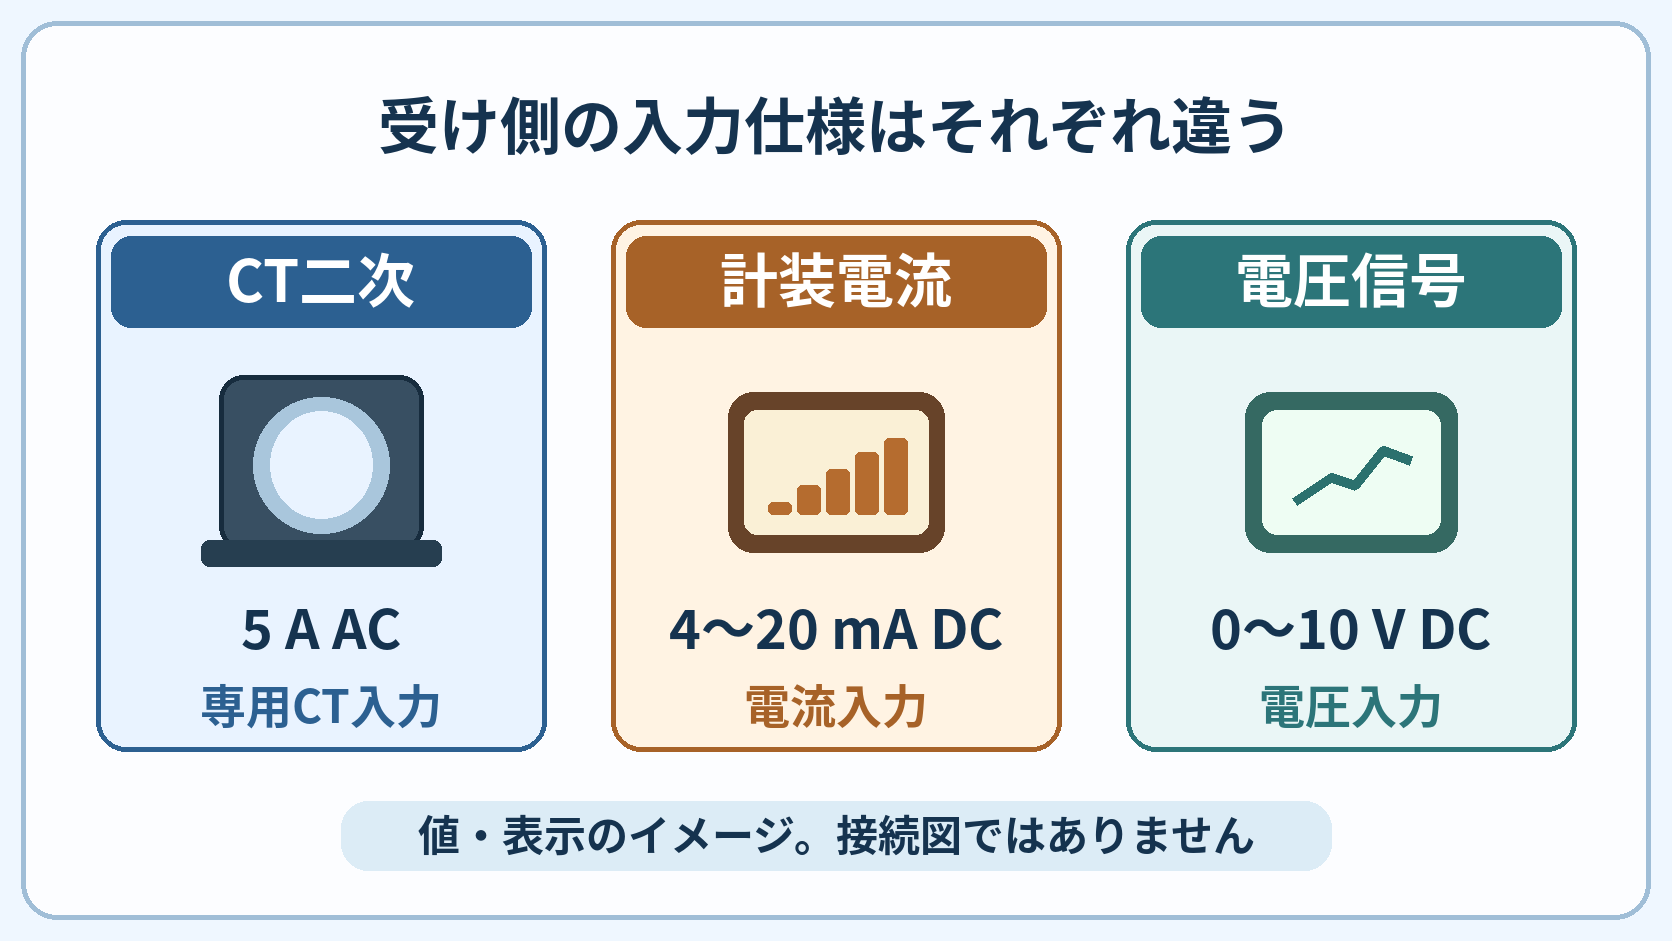 受け側の入力仕様はそれぞれ違う
CT二次
5 A AC
専用CT入力
計装電流
4〜20 mA DC
電流入力
電圧信号
0〜10 V DC
電圧入力
値・表示のイメージ。接続図ではありません